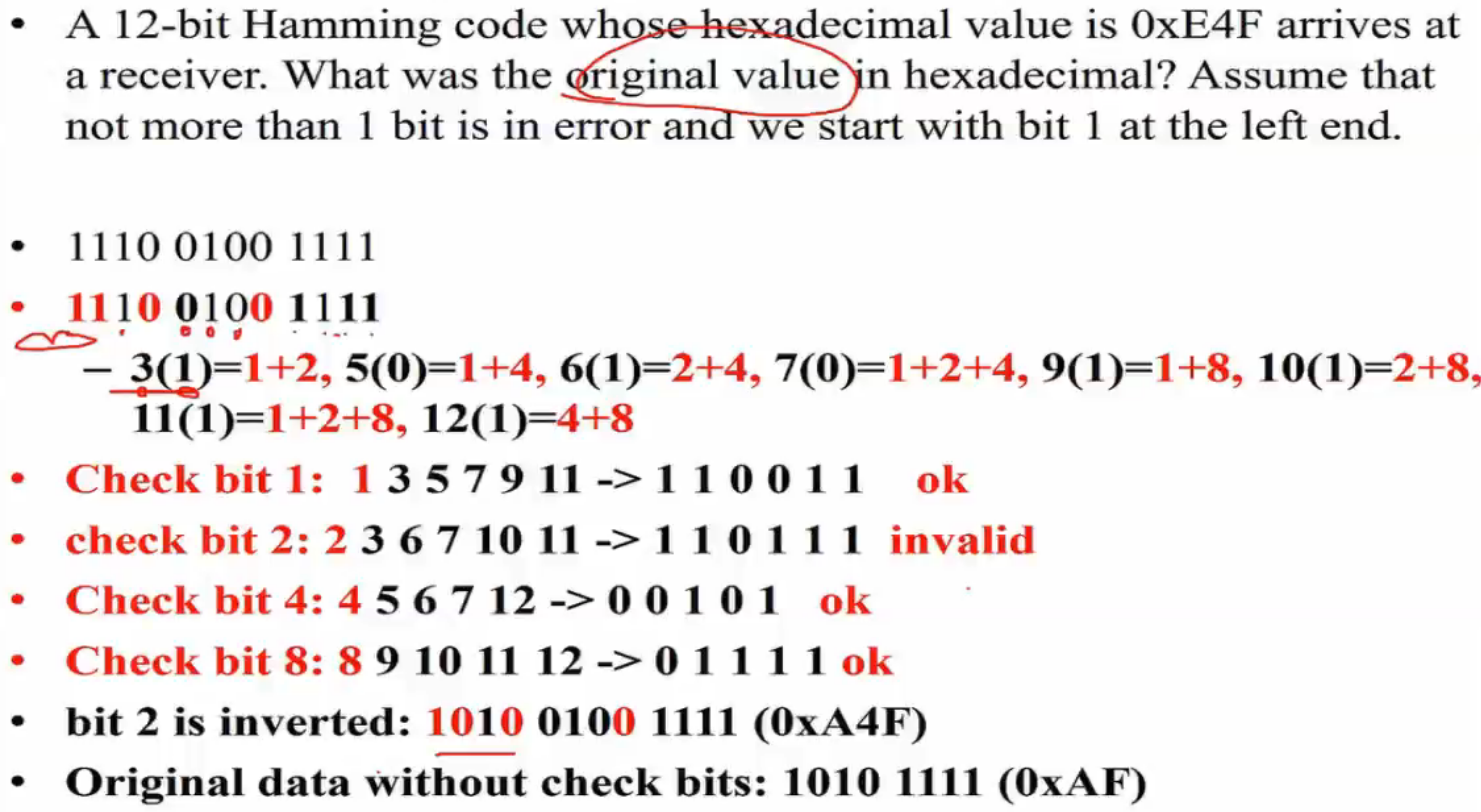 • A 12-bit Hamming code whose hexadecimal value is 0xE4F arrives at
a receiver. What was the original value in hexadecimal? Assume that
not more than 1 bit is in error and we start with bit 1 at the left end.
• 1110 0100 1111
• 1110 0100 1111
– 3(1)=1+2, 5(0)=1+4, 6(1)=2+4, 7(0)=1+2+4, 9(1)=1+8, 10(1)=2+8,
11(1)=1+2+8, 12(1)=4+8
• Check bit 1: 1 3 5 7 9 11 -> 1 1 0 0 1 1 ok
• check bit 2: 2 3 6 7 10 11 -> 1 1 0 1 1 1 invalid
• Check bit 4: 4 5 6 7 12 -> 0 0 1 0 1 ok
• Check bit 8: 8 9 10 11 12 -> 0 1 1 1 1 ok
• bit 2 is inverted: 1010 0100 1111 (0xA4F)
• Original data without check bits: 1010 1111 (0xAF)